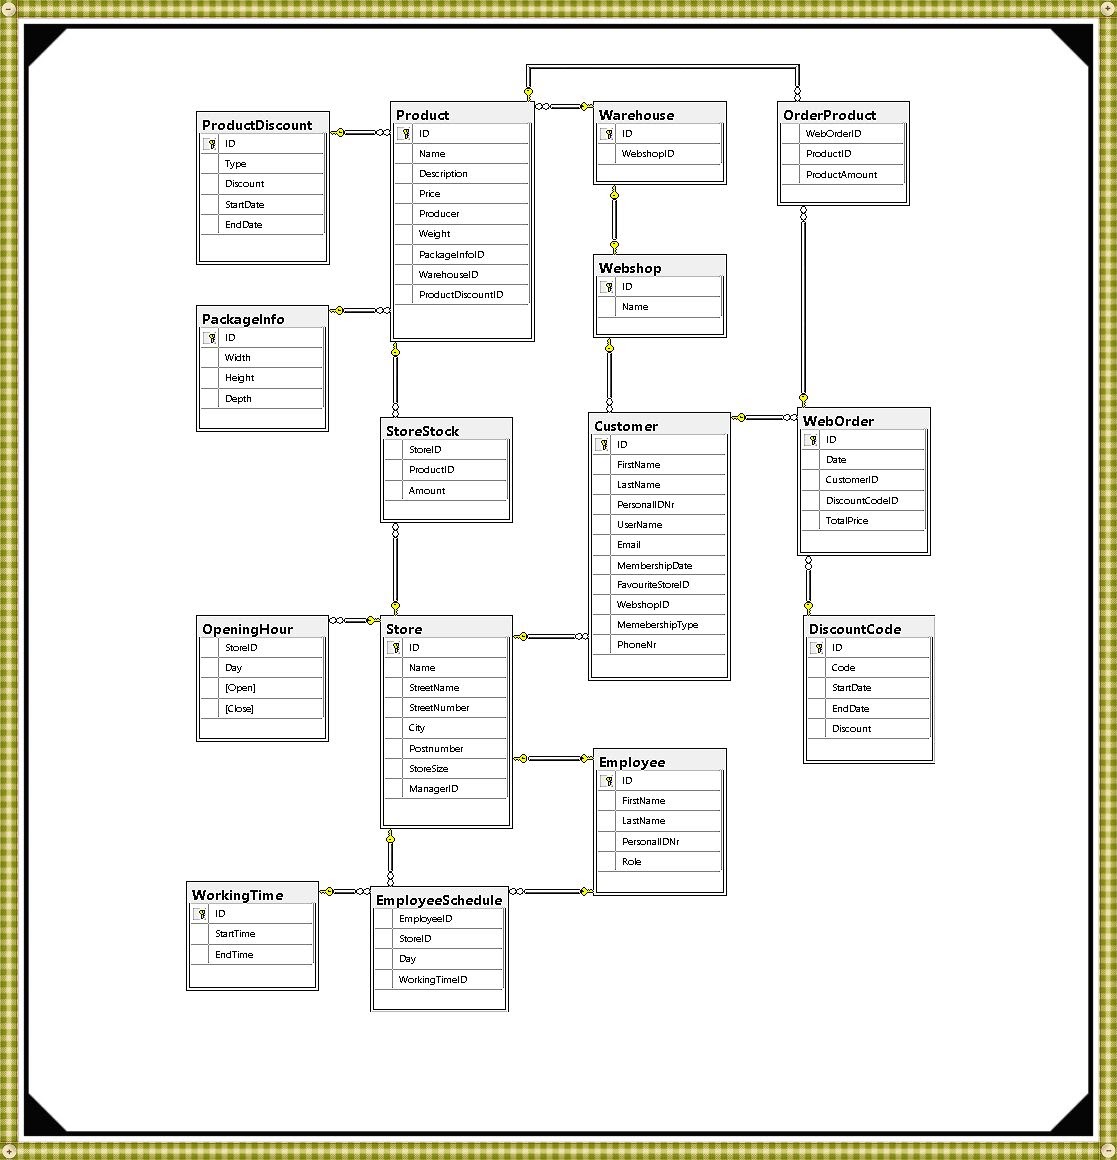 ProductDiscount
ID
Type
Discount
StartDate
EndDate
Product
ID
Name
Description
Price
Producer
Weight
PackageInfoID
WarehouseID
ProductDiscountID
Warehouse
ID
WebshopID
OrderProduct
WebOrderID
ProductID
ProductAmount
Webshop
ID
Name
PackageInfo
ID
Width
Height
Depth
StoreStock
StoreID
ProductID
Amount
Customer
ID
FirstName
LastName
PersonalIDNr
UserName
Email
MembershipDate
FavouriteStoreID
WebshopID
MemebershipType
PhoneNr
WebOrder
ID
Date
CustomerID
DiscountCodeID
TotalPrice
OpeningHour
StoreID
Day
[Open]
[Close]
Store
ID
Name
StreetName
StreetNumber
City
Postnumber
StoreSize
ManagerID
DiscountCode
ID
Code
StartDate
EndDate
Discount
Employee
ID
FirstName
LastName
PersonalIDNr
Role
WorkingTime
ID
StartTime
EndTime
EmployeeSchedule
EmployeeID
StoreID
Day
WorkingTimeID